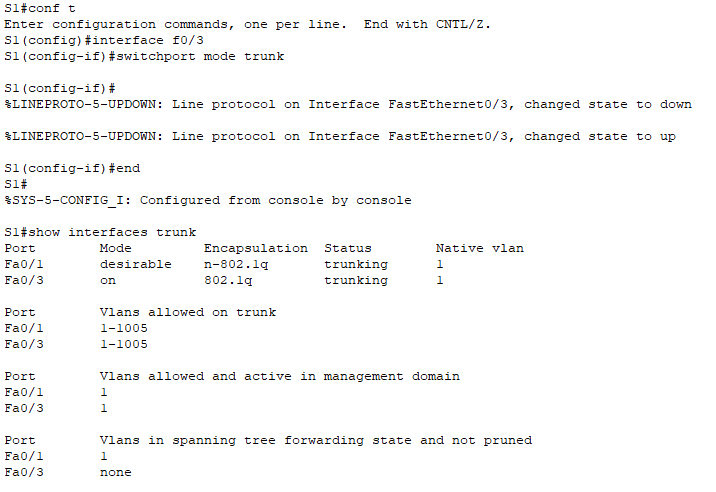 S1#conf t
Enter configuration commands, one per line.  End with CNTL/Z.
S1(config)#interface f0/3
S1(config-if)#switchport mode trunk

S1(config-if)#
%LINEPROTO-5-UPDOWN: Line protocol on Interface FastEthernet0/3, changed state to down

%LINEPROTO-5-UPDOWN: Line protocol on Interface FastEthernet0/3, changed state to up

S1(config-if)#end
S1#
%SYS-5-CONFIG_I: Configured from console by console

S1#show interfaces trunk
Port        Mode         Encapsulation  Status        Native vlan
Fa0/1       desirable    n-802.1q       trunking      1
Fa0/3       on           802.1q         trunking      1

Port        Vlans allowed on trunk
Fa0/1       1-1005
Fa0/3       1-1005

Port        Vlans allowed and active in management domain
Fa0/1       1
Fa0/3       1

Port        Vlans in spanning tree forwarding state and not pruned
Fa0/1       1
Fa0/3       none